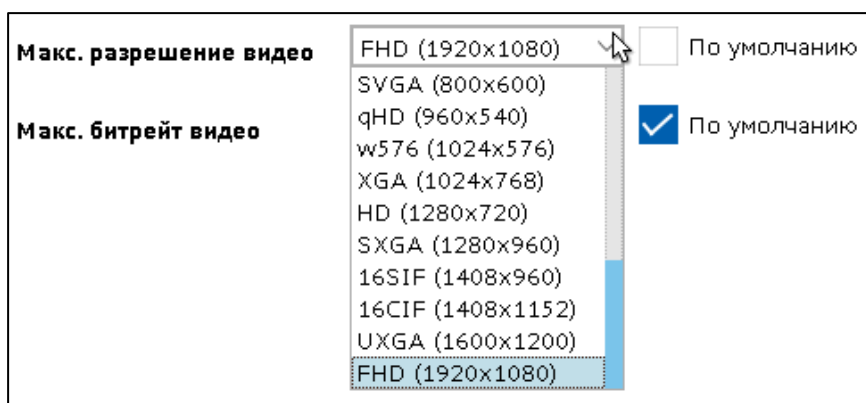 Макс. разрешение видео FHD (1920x1080) По умолчанию
SVGA (800x600)
qHD (960x540)
Макс. битрейт видео По умолчанию
w576 (1024x576)
XGA (1024x768)
HD (1280x720)
SXGA (1280x960)
16SIF (1408x960)
16CIF (1408x1152)
UXGA (1600x1200)
FHD (1920x1080)